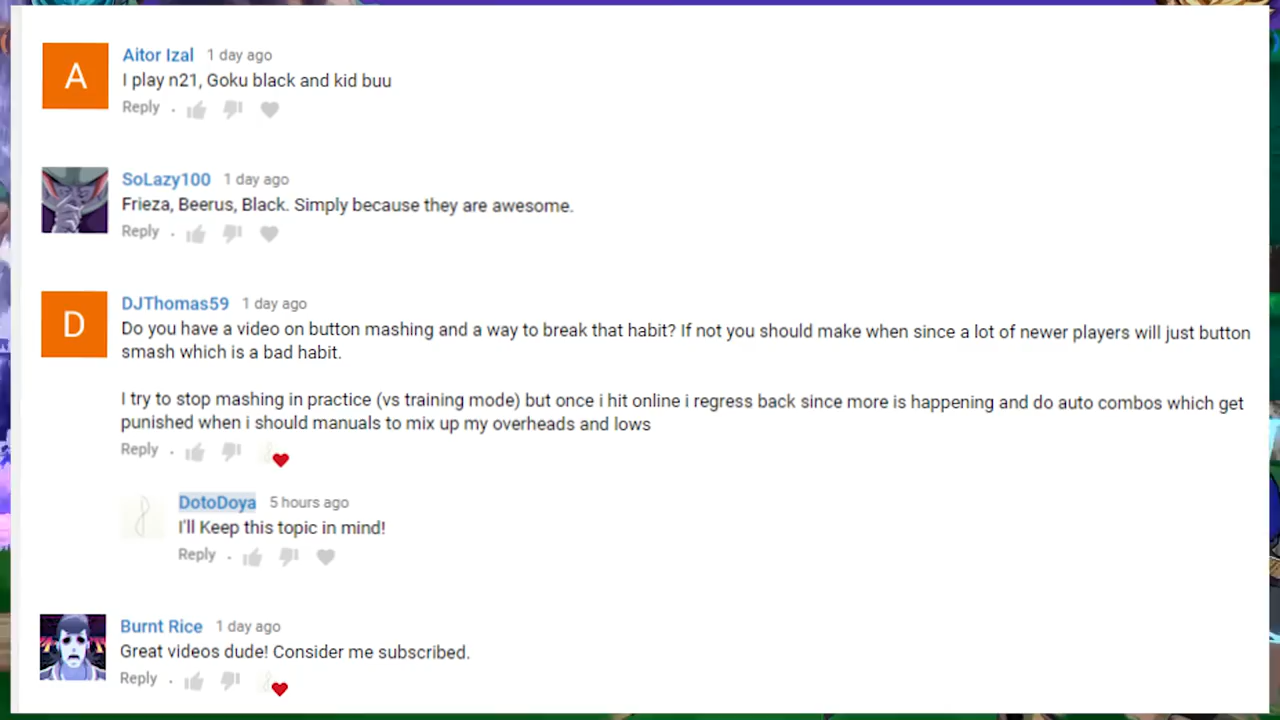 A
Aitor Izal 1 day ago
I play n21, Goku black and kid buu
Reply .
SoLazy100 1 day ago
Frieza, Beerus, Black. Simply because they are awesome.
Reply .
D
DJThomas59 1 day ago
Do you have a video on button mashing and a way to break that habit? If not you should make when since a lot of newer players will just button
smash which is a bad habit.
I try to stop mashing in practice (vs training mode) but once i hit online i regress back since more is happening and do auto combos which get
punished when i should manuals to mix up my overheads and lows
Reply .
DotoDoya 5 hours ago
I'll Keep this topic in mind!
Reply .
Burnt Rice 1 day ago
Great videos dude! Consider me subscribed.
Reply .